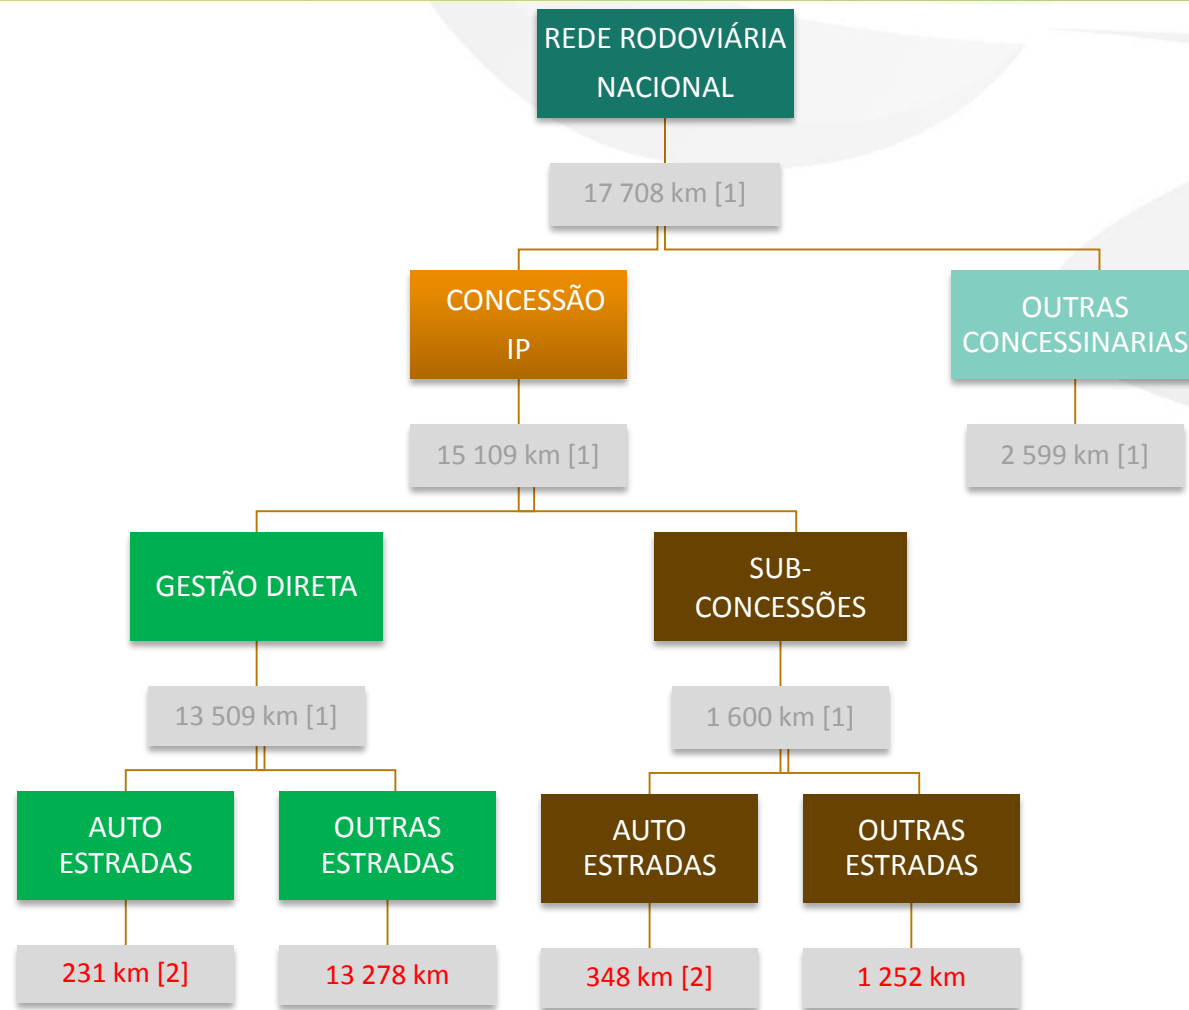 REDE RODOVIÁRIA
NACIONAL
17 708 km [1]
CONCESSÃO
IP
OUTRAS
CONCESSINARIAS
15 109 km [1]
2 599 km [1]
GESTÃO DIRETA
SUB-
CONCESSÕES
13 509 km [1]
1 600 km [1]
AUTO
ESTRADAS
OUTRAS
ESTRADAS
AUTO
ESTRADAS
OUTRAS
ESTRADAS
231 km [2]
13 278 km
348 km [2]
1 252 km